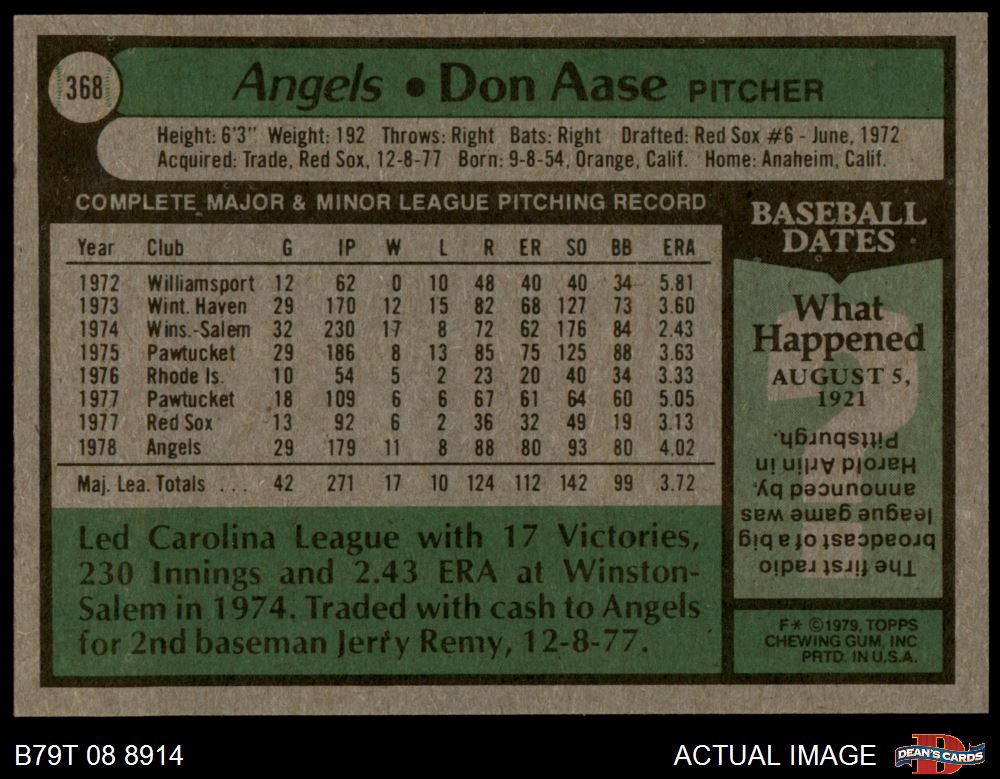 368
Angels • Don Aase PITCHER
Height: 6'3" Weight: 192 Throws: Right Bats: Right Drafted: Red Sox #6 - June, 1972
Acquired: Trade, Red Sox, 12-8-77 Born: 9-8-54, Orange, Calif. Home: Anaheim, Calif.
COMPLETE MAJOR & MINOR LEAGUE PITCHING RECORD
Year Club G IP W L R ER SO BB ERA
1972 Williamsport 12 62 0 10 48 40 40 34 5.81
1973 Wint. Haven 29 170 12 15 82 68 127 73 3.60
1974 Wins.-Salem 32 230 17 8 72 62 176 84 2.43
1975 Pawtucket 29 186 8 13 85 75 125 88 3.63
1976 Rhode Is. 10 54 5 2 23 20 40 34 3.33
1977 Pawtucket 18 109 6 6 67 61 64 60 5.05
1977 Red Sox 13 92 6 2 36 32 49 19 3.13
1978 Angels 29 179 11 8 88 80 93 80 4.02
Maj. Lea. Totals ... 42 271 17 10 124 112 142 99 3.72
Led Carolina League with 17 Victories,
230 Innings and 2.43 ERA at Winston-
Salem in 1974. Traded with cash to Angels
for 2nd baseman Jerry Remy, 12-8-77.
BASEBALL
DATES
What
Happened
AUGUST 5,
1921
The first radio
broadcast of a big
league game was
announced by
Harold Arlin in
Pittsburgh.
F* ©1979, TOPPS
CHEWING GUM, INC
PRTD. IN U.S.A.
B79T 08 8914
ACTUAL IMAGE
DEAN'S CARDS